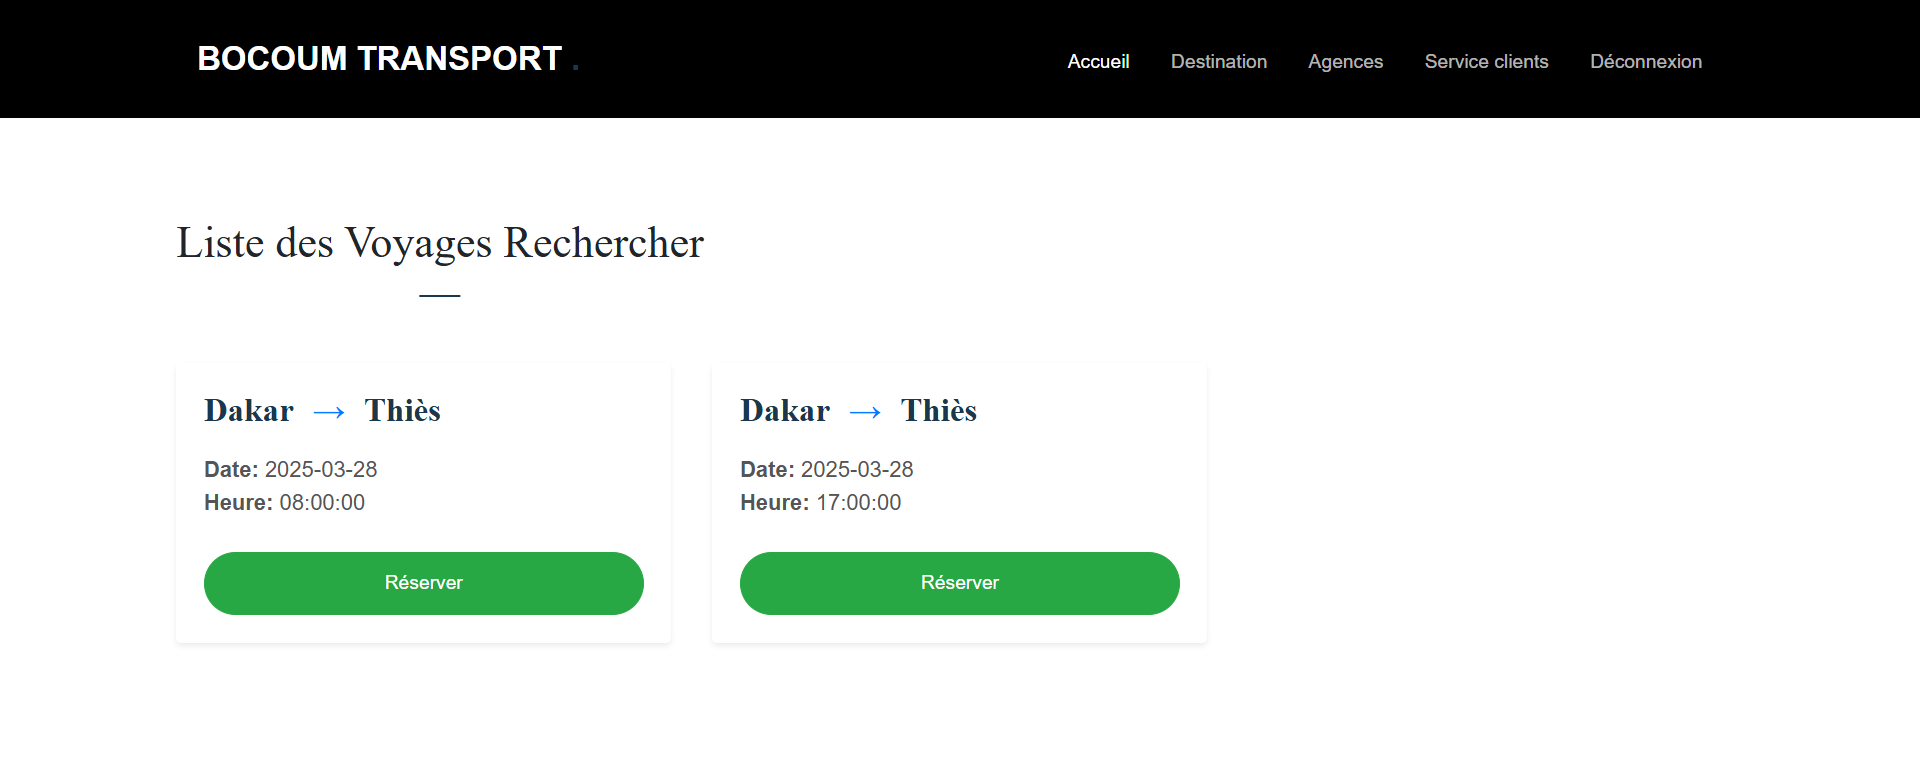 BOCOUM TRANSPORT .
Accueil Destination Agences Service clients Déconnexion
Liste des Voyages Rechercher
Dakar → Thiès
Date: 2025-03-28
Heure: 08:00:00
Réserver
Dakar → Thiès
Date: 2025-03-28
Heure: 17:00:00
Réserver